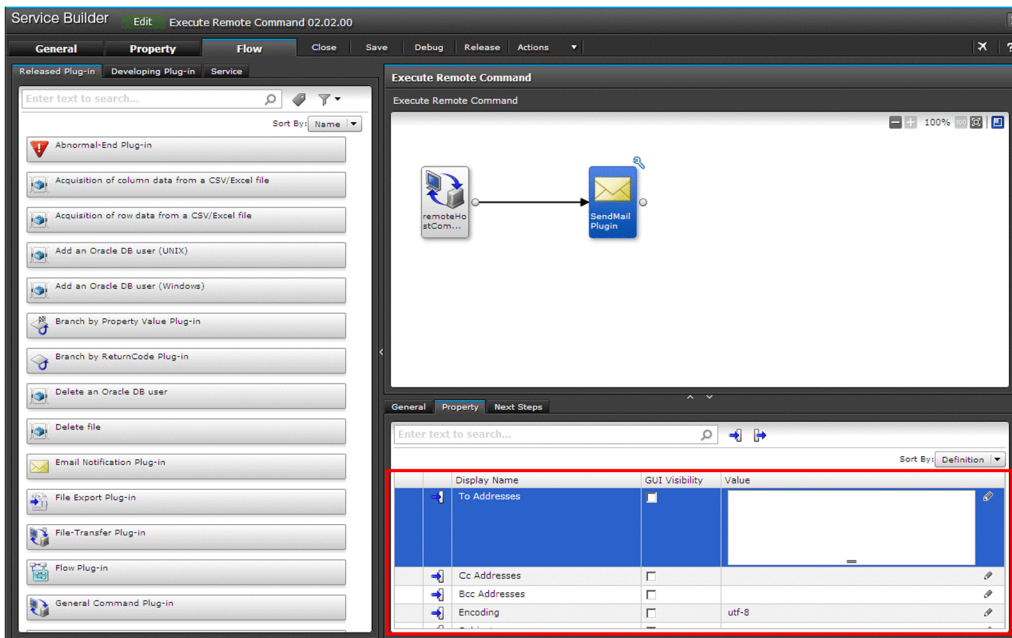 Service Builder Edit Execute Remote Command 02.02.00
General Property Flow Close Save Debug Release Actions
Released Plug-in Developing Plug-in Service
Enter text to search...
Sort By: Name
Abnormal-End Plug-in
Acquisition of column data from a CSV/Excel file
Acquisition of row data from a CSV/Excel file
Add an Oracle DB user (UNIX)
Add an Oracle DB user (Windows)
Branch by Property Value Plug-in
Branch by ReturnCode Plug-in
Delete an Oracle DB user
Delete file
Email Notification Plug-in
File Export Plug-in
File-Transfer Plug-in
Flow Plug-in
General Command Plug-in
Execute Remote Command
Execute Remote Command
100%
remoteHo
stCom...
SendMail
Plugin
General Property Next Steps
Enter text to search...
Sort By: Definition
Display Name GUI Visibility Value
To Addresses
Cc Addresses
Bcc Addresses
Encoding utf-8